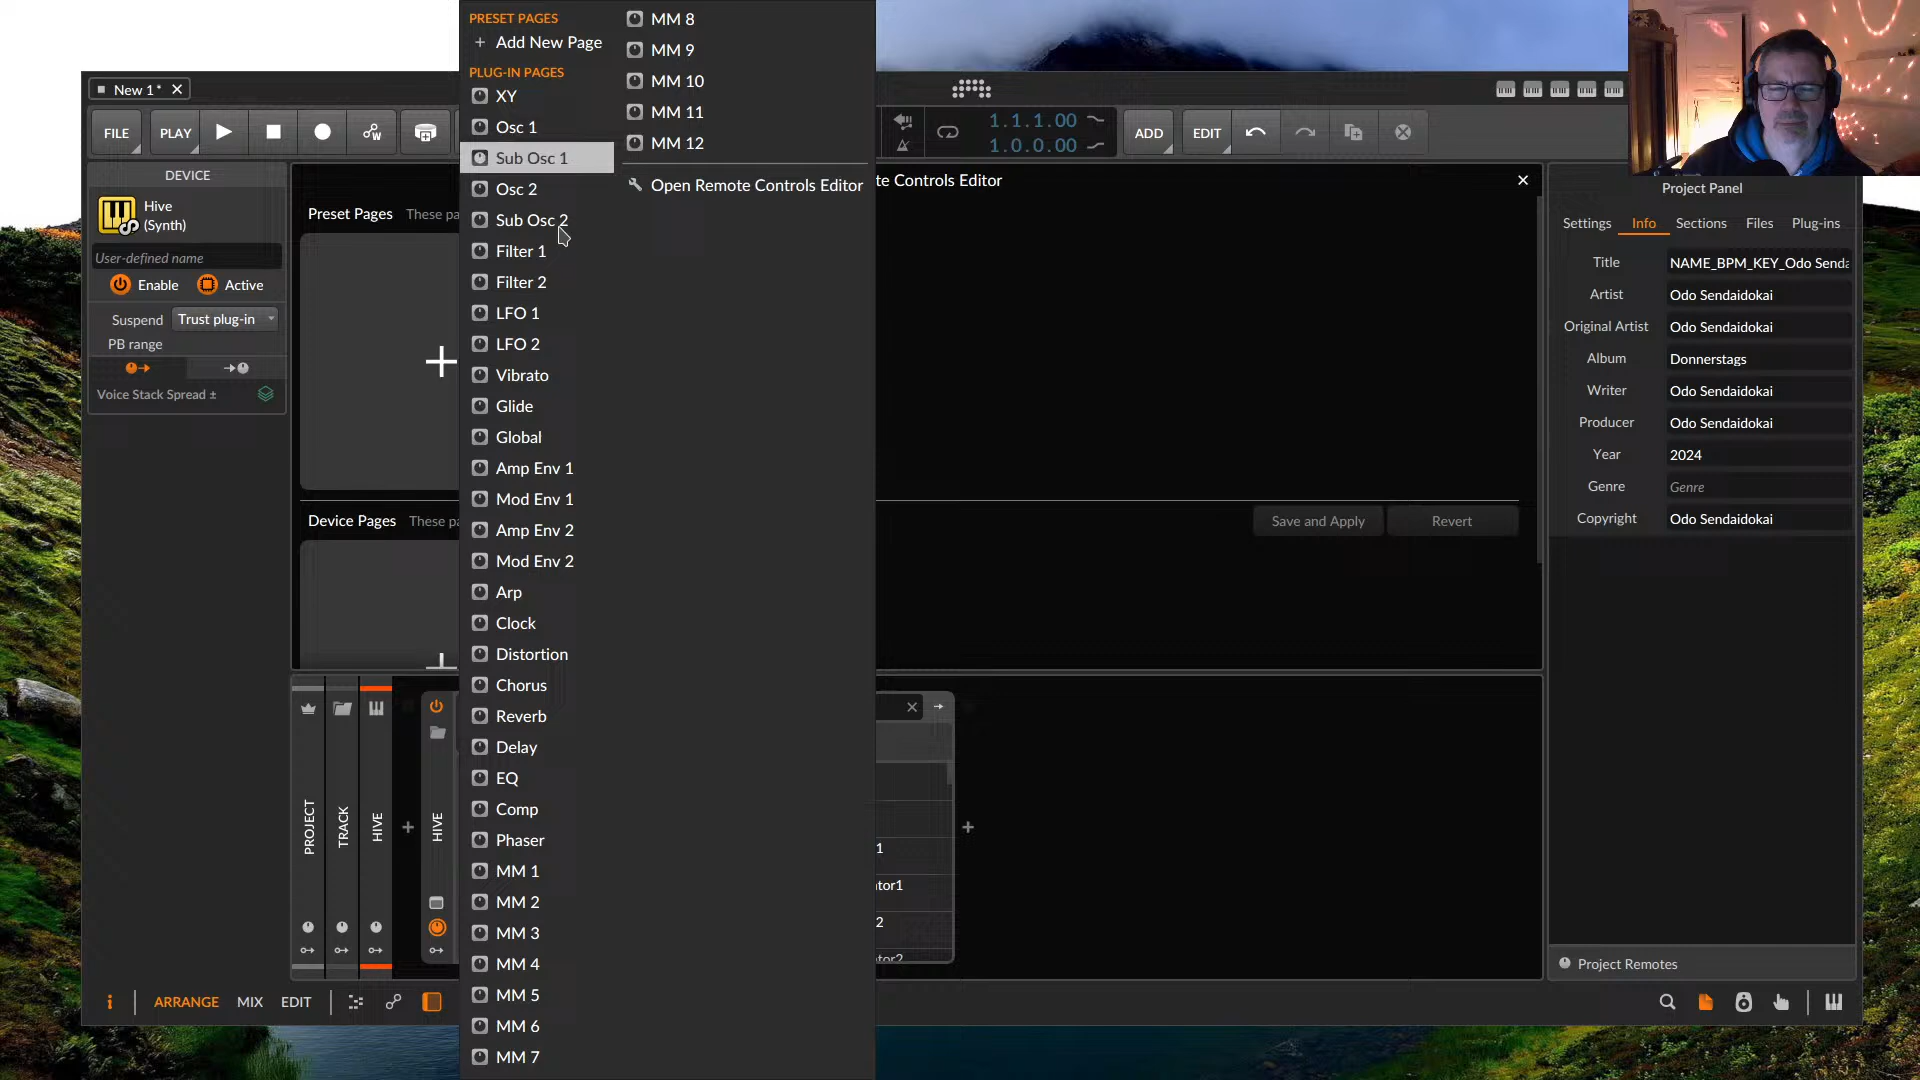 New 1*
FILE
PLAY
1.1.1.00
1.0.0.00
ADD
EDIT
DEVICE
Hive
(Synth)
User-defined name
Enable
Active
Suspend
Trust plug-in
PB range
Voice Stack Spread ±
Preset Pages
These pa
Device Pages
These pa
PRESET PAGES
+ Add New Page
PLUG-IN PAGES
XY
Osc 1
Sub Osc 1
Osc 2
Sub Osc 2
Filter 1
Filter 2
LFO 1
LFO 2
Vibrato
Glide
Global
Amp Env 1
Mod Env 1
Amp Env 2
Mod Env 2
Arp
Clock
Distortion
Chorus
Reverb
Delay
EQ
Comp
Phaser
MM 1
MM 2
MM 3
MM 4
MM 5
MM 6
MM 7
MM 8
MM 9
MM 10
MM 11
MM 12
Open Remote Controls Editor
te Controls Editor
Save and Apply
Revert
PROJECT
TRACK
HIVE
HIVE
1
ator1
2
ator2
Project Panel
Settings
Info
Sections
Files
Plug-ins
Title
NAME_BPM_KEY_Odo Senda
Artist
Odo Sendaidokai
Original Artist
Odo Sendaidokai
Album
Donnerstags
Writer
Odo Sendaidokai
Producer
Odo Sendaidokai
Year
2024
Genre
Genre
Copyright
Odo Sendaidokai
Project Remotes
i
ARRANGE
MIX
EDIT